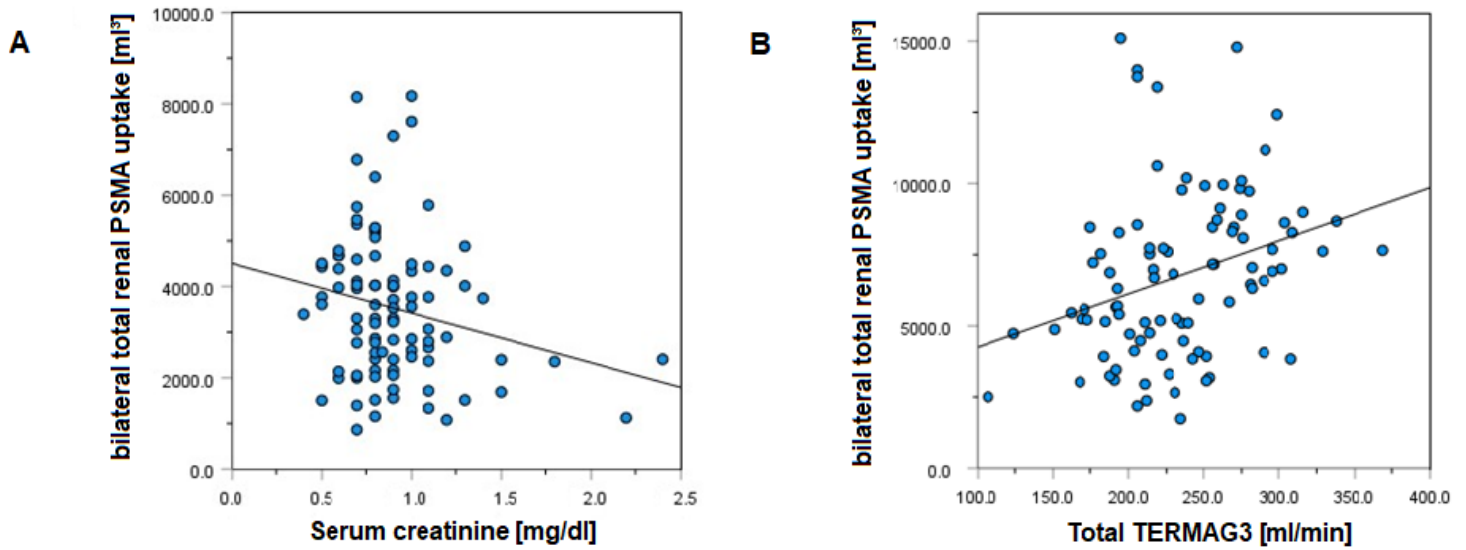 A
bilateral total renal PSMA uptake [ml³]
10000.0
8000.0
6000.0
4000.0
2000.0
0.0
0.0 0.5 1.0 1.5 2.0 2.5
Serum creatinine [mg/dl]
B
bilateral total renal PSMA uptake [ml³]
15000.0
10000.0
5000.0
0.0
100.0 150.0 200.0 250.0 300.0 350.0 400.0
Total TERMAG3 [ml/min]